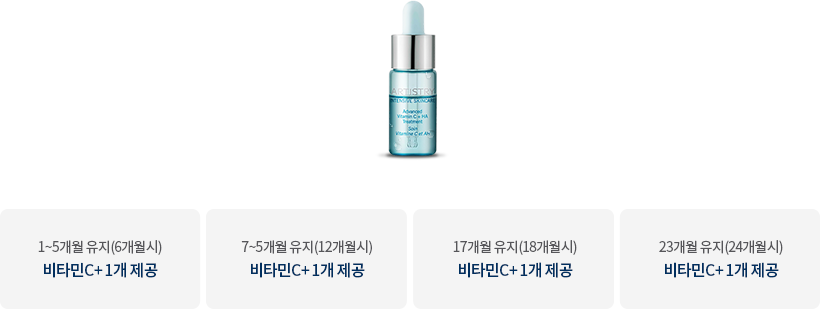 ARTISTRY
INTENSIVE SKINCARE
Advanced
Vitamin C + HA
Treatment
Soin
Vitamine C et AH
1~5개월 유지(6개월시)
비타민C+ 1개 제공
7~5개월 유지(12개월시)
비타민C+ 1개 제공
17개월 유지(18개월시)
비타민C+ 1개 제공
23개월 유지(24개월시)
비타민C+ 1개 제공